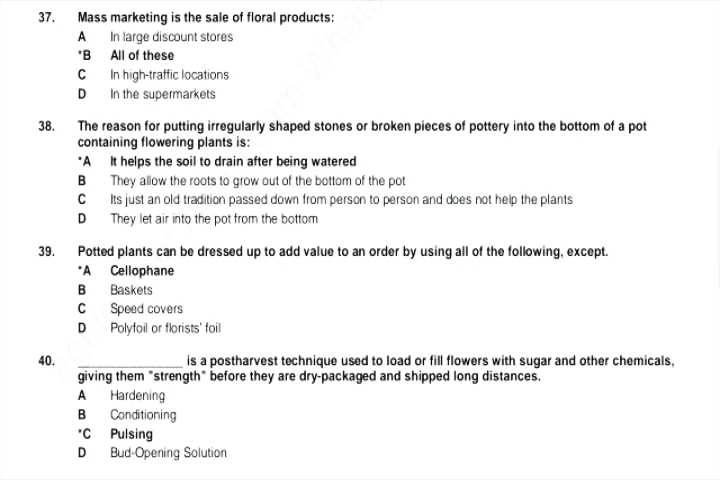 37. Mass marketing is the sale of floral products:
A In large discount stores
*B All of these
C In high-traffic locations
D In the supermarkets
38. The reason for putting irregularly shaped stones or broken pieces of pottery into the bottom of a pot
containing flowering plants is:
*A It helps the soil to drain after being watered
B They allow the roots to grow out of the bottom of the pot
C Its just an old tradition passed down from person to person and does not help the plants
D They let air into the pot from the bottom
39. Potted plants can be dressed up to add value to an order by using all of the following, except.
*A Cellophane
B Baskets
C Speed covers
D Polyfoil or florists' foil
40. _______________ is a postharvest technique used to load or fill flowers with sugar and other chemicals,
giving them "strength" before they are dry-packaged and shipped long distances.
A Hardening
B Conditioning
*C Pulsing
D Bud-Opening Solution